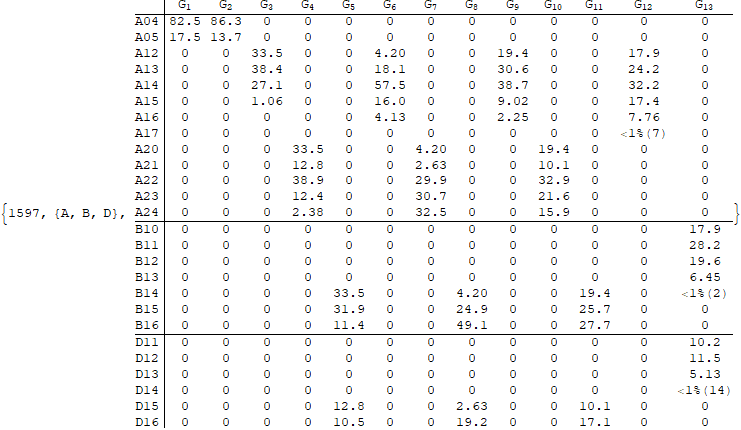 G1 G2 G3 G4 G5 G6 G7 G8 G9 G10 G11 G12 G13
A04 82.5 86.3 0 0 0 0 0 0 0 0 0 0 0
A05 17.5 13.7 0 0 0 0 0 0 0 0 0 0 0
A12 0 0 33.5 0 0 4.20 0 0 19.4 0 0 17.9 0
A13 0 0 38.4 0 0 18.1 0 0 30.6 0 0 24.2 0
A14 0 0 27.1 0 0 57.5 0 0 38.7 0 0 32.2 0
A15 0 0 1.06 0 0 16.0 0 0 9.02 0 0 17.4 0
A16 0 0 0 0 0 4.13 0 0 2.25 0 0 7.76 0
A17 0 0 0 0 0 0 0 0 0 0 0 <1%(7) 0
A20 0 0 0 33.5 0 0 4.20 0 0 19.4 0 0 0
A21 0 0 0 12.8 0 0 2.63 0 0 10.1 0 0 0
A22 0 0 0 38.9 0 0 29.9 0 0 32.9 0 0 0
A23 0 0 0 12.4 0 0 30.7 0 0 21.6 0 0 0
{1597, {A, B, D}, A24 0 0 0 2.38 0 0 32.5 0 0 15.9 0 0 0 }
B10 0 0 0 0 0 0 0 0 0 0 0 0 17.9
B11 0 0 0 0 0 0 0 0 0 0 0 0 28.2
B12 0 0 0 0 0 0 0 0 0 0 0 0 19.6
B13 0 0 0 0 0 0 0 0 0 0 0 0 6.45
B14 0 0 0 0 33.5 0 0 4.20 0 0 19.4 0 <1%(2)
B15 0 0 0 0 31.9 0 0 24.9 0 0 25.7 0 0
B16 0 0 0 0 11.4 0 0 49.1 0 0 27.7 0 0
D11 0 0 0 0 0 0 0 0 0 0 0 0 10.2
D12 0 0 0 0 0 0 0 0 0 0 0 0 11.5
D13 0 0 0 0 0 0 0 0 0 0 0 0 5.13
D14 0 0 0 0 0 0 0 0 0 0 0 0 <1%(14)
D15 0 0 0 0 12.8 0 0 2.63 0 0 10.1 0 0
D16 0 0 0 0 10.5 0 0 19.2 0 0 17.1 0 0